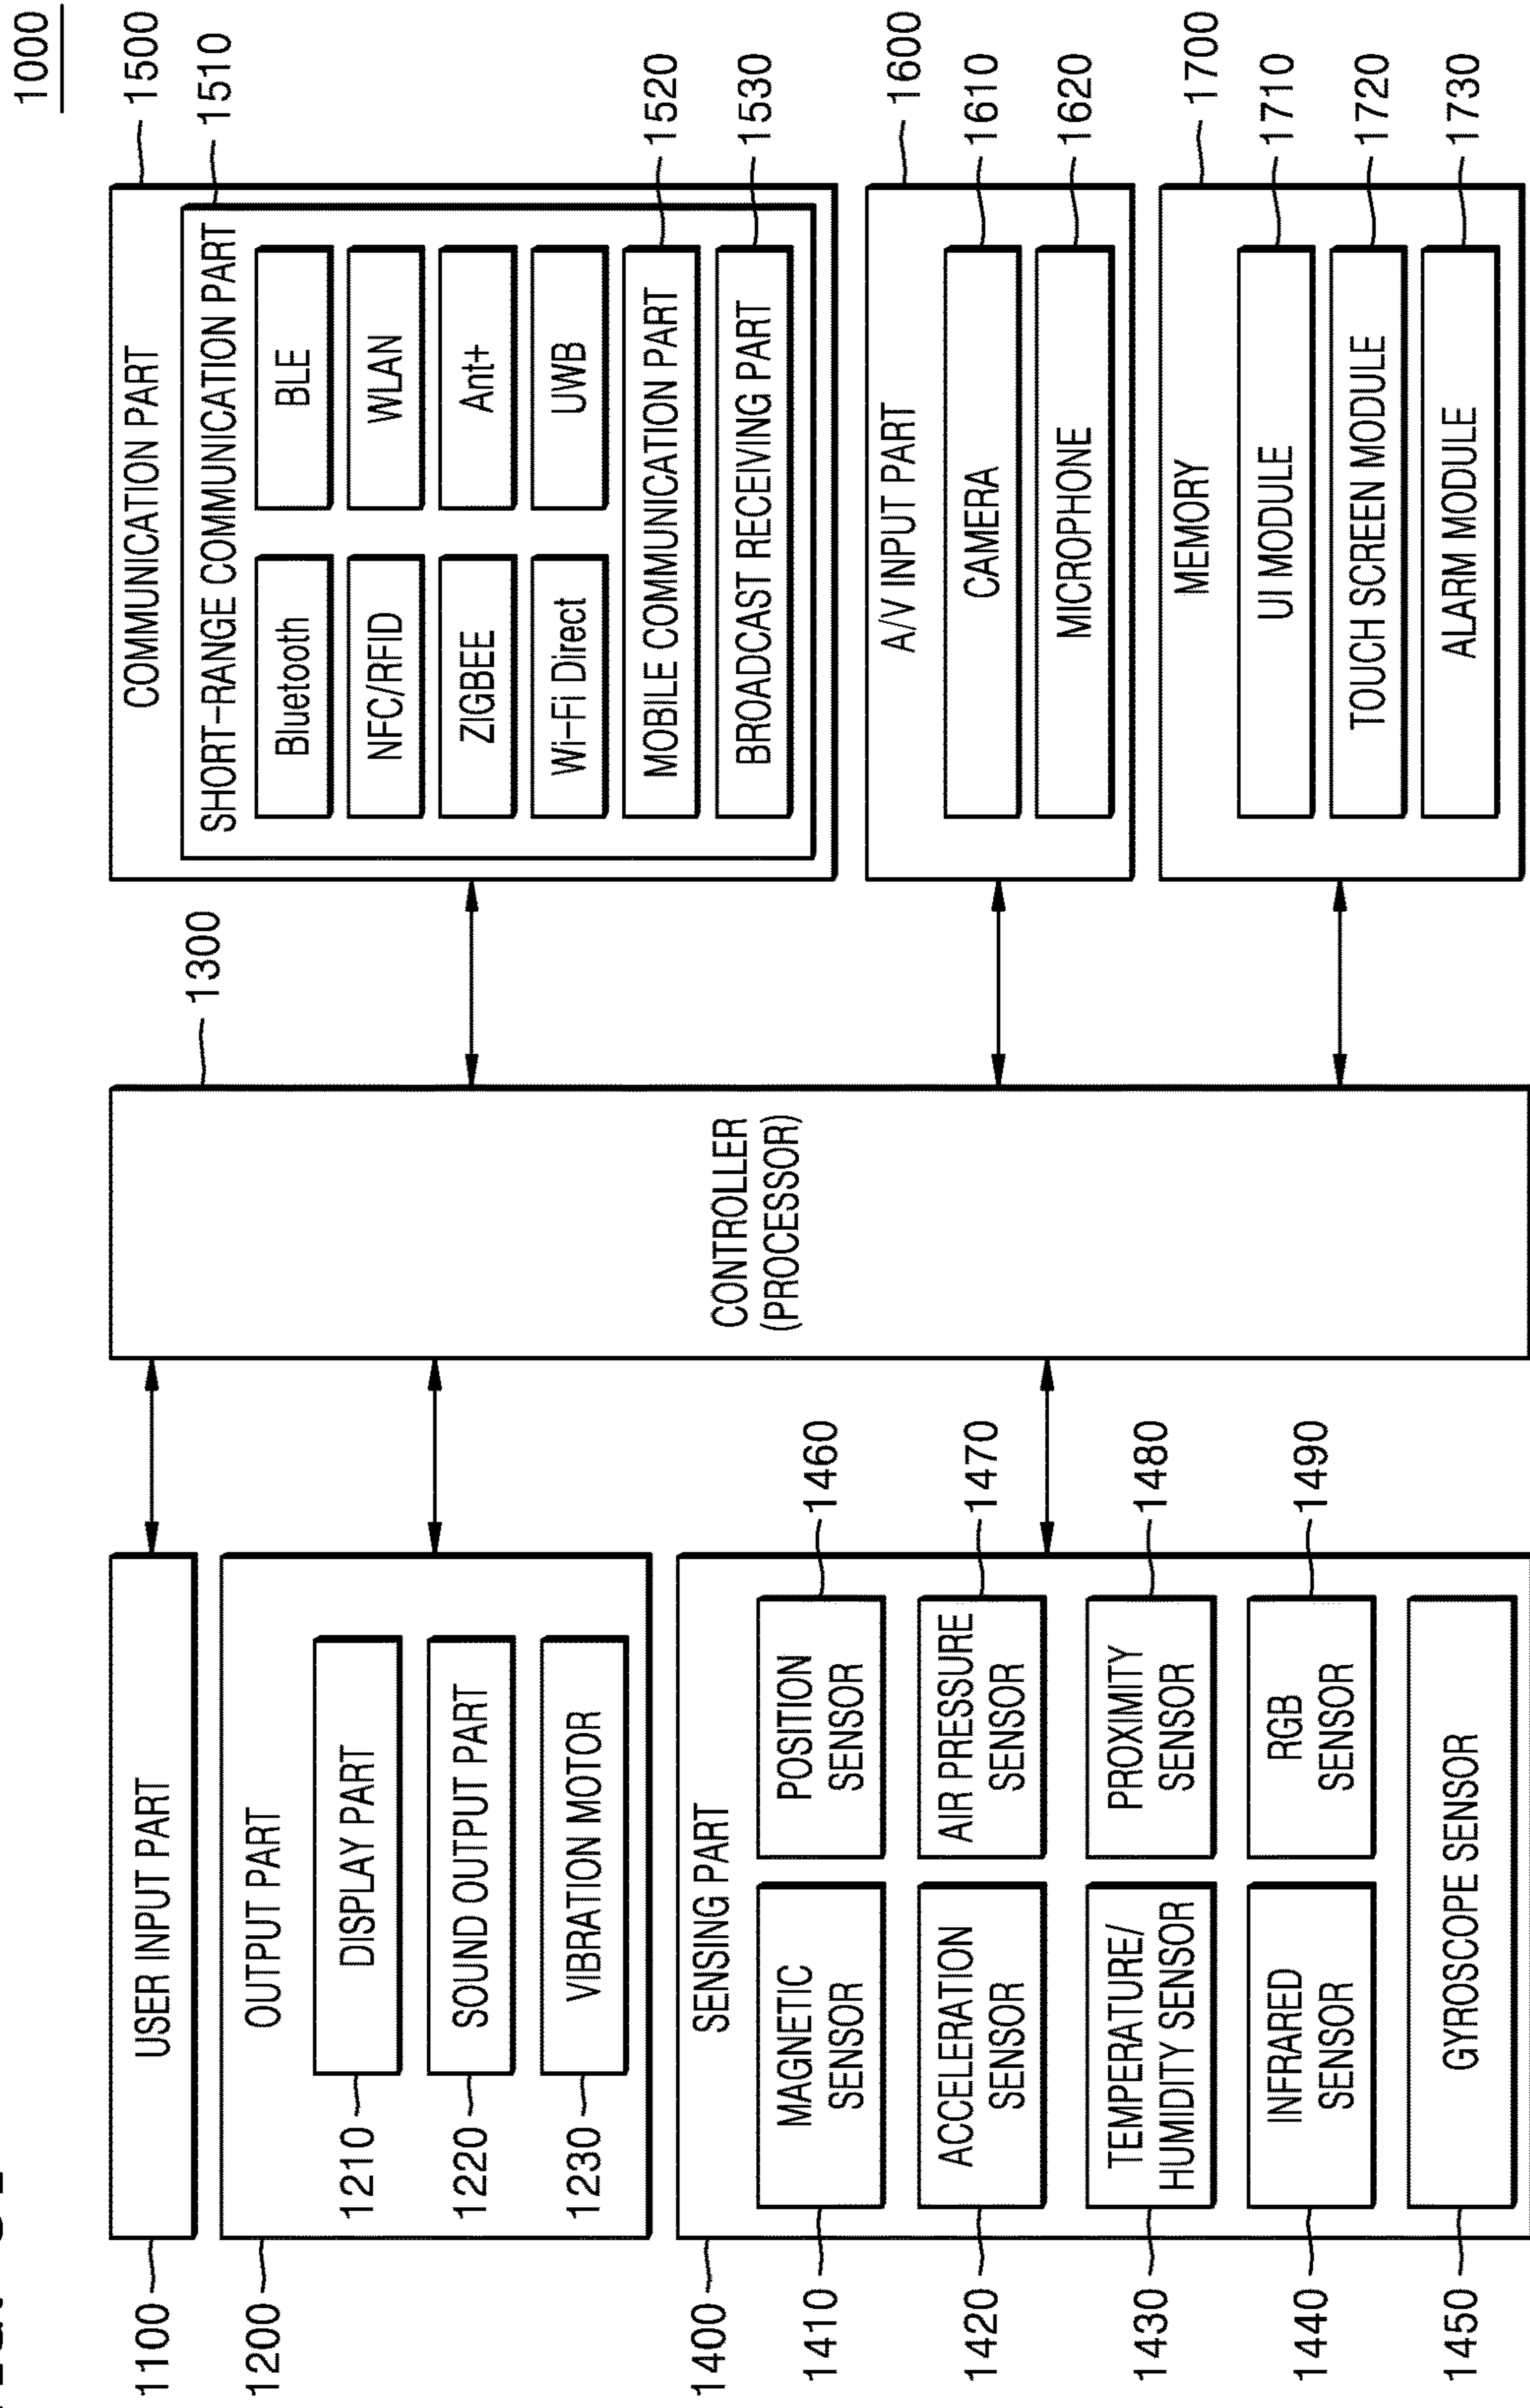 1000
1100
USER INPUT PART
1200
OUTPUT PART
1210
DISPLAY PART
1220
SOUND OUTPUT PART
1230
VIBRATION MOTOR
1400
SENSING PART
1410
MAGNETIC
SENSOR
POSITION
SENSOR
1460
1420
ACCELERATION
SENSOR
AIR PRESSURE
SENSOR
1470
1430
TEMPERATURE/
HUMIDITY SENSOR
PROXIMITY
SENSOR
1480
1440
INFRARED
SENSOR
RGB
SENSOR
1490
1450
GYROSCOPE SENSOR
1300
CONTROLLER
(PROCESSOR)
1500
COMMUNICATION PART
1510
SHORT-RANGE COMMUNICATION PART
Bluetooth
BLE
NFC/RFID
WLAN
ZIGBEE
Ant+
Wi-Fi Direct
UWB
MOBILE COMMUNICATION PART
1520
BROADCAST RECEIVING PART
1530
1600
A/V INPUT PART
CAMERA
1610
MICROPHONE
1620
1700
MEMORY
UI MODULE
1710
TOUCH SCREEN MODULE
1720
ALARM MODULE
1730